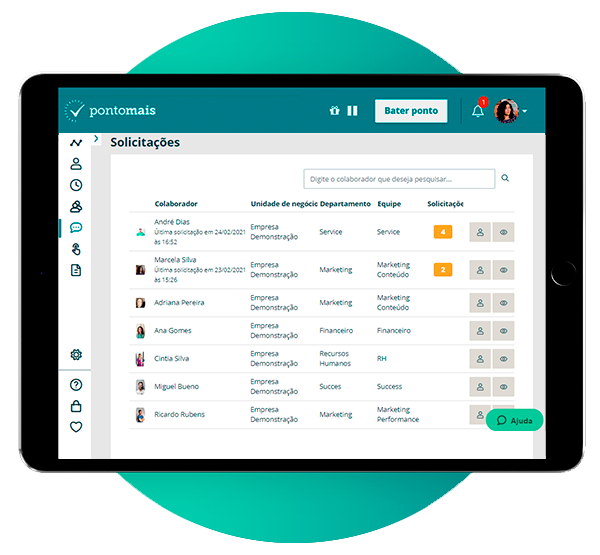 pontomais
Bater ponto
1
Solicitações
Digite o colaborador que deseja pesquisar...
Colaborador Unidade de negócic Departamento Equipe Solicitaçõe
André Dias
Última solicitação em 24/02/2021
às 16:52
Empresa
Demonstração
Service
Service
4
Marcela Silva
Última solicitação em 23/02/2021
às 15:26
Empresa
Demonstração
Marketing
Marketing
Conteúdo
2
Adriana Pereira
Empresa
Demonstração
Marketing
Marketing
Conteúdo
Ana Gomes
Empresa
Demonstração
Financeiro
Financeiro
Cintia Silva
Empresa
Demonstração
Recursos
Humanos
RH
Miguel Bueno
Empresa
Demonstração
Succes
Success
Ricardo Rubens
Empresa
Demonstração
Marketing
Marketing
Performance
Ajuda